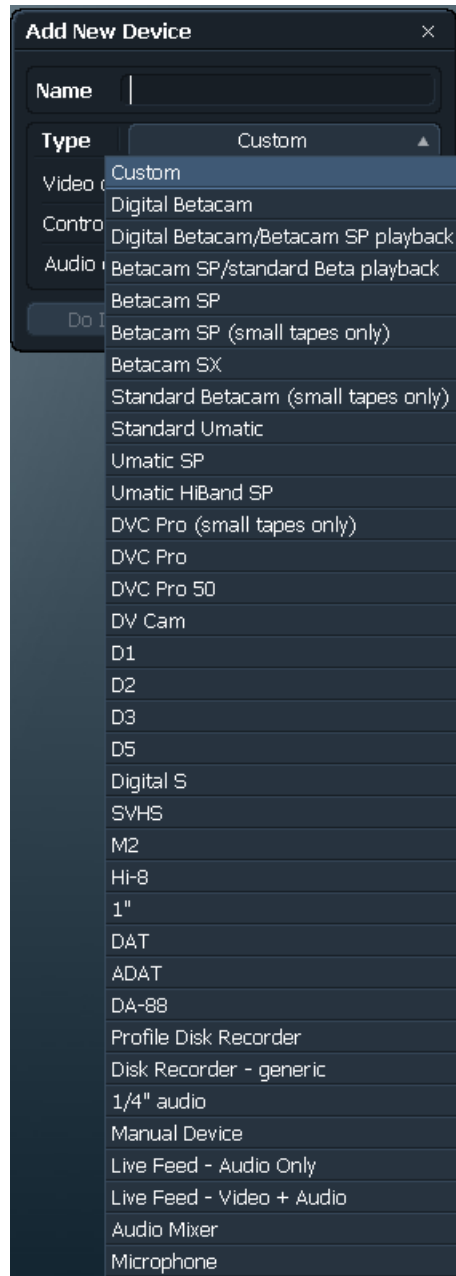 Add New Device ×
Name
Type Custom
Video
Custom
Digital Betacam
Contro
Digital Betacam/Betacam SP playback
Audio
Betacam SP/standard Beta playback
Betacam SP
Do
Betacam SP (small tapes only)
Betacam SX
Standard Betacam (small tapes only)
Standard Umatic
Umatic SP
Umatic HiBand SP
DVC Pro (small tapes only)
DVC Pro
DVC Pro 50
DV Cam
D1
D2
D3
D5
Digital S
SVHS
M2
Hi-8
1"
DAT
ADAT
DA-88
Profile Disk Recorder
Disk Recorder - generic
1/4" audio
Manual Device
Live Feed - Audio Only
Live Feed - Video + Audio
Audio Mixer
Microphone